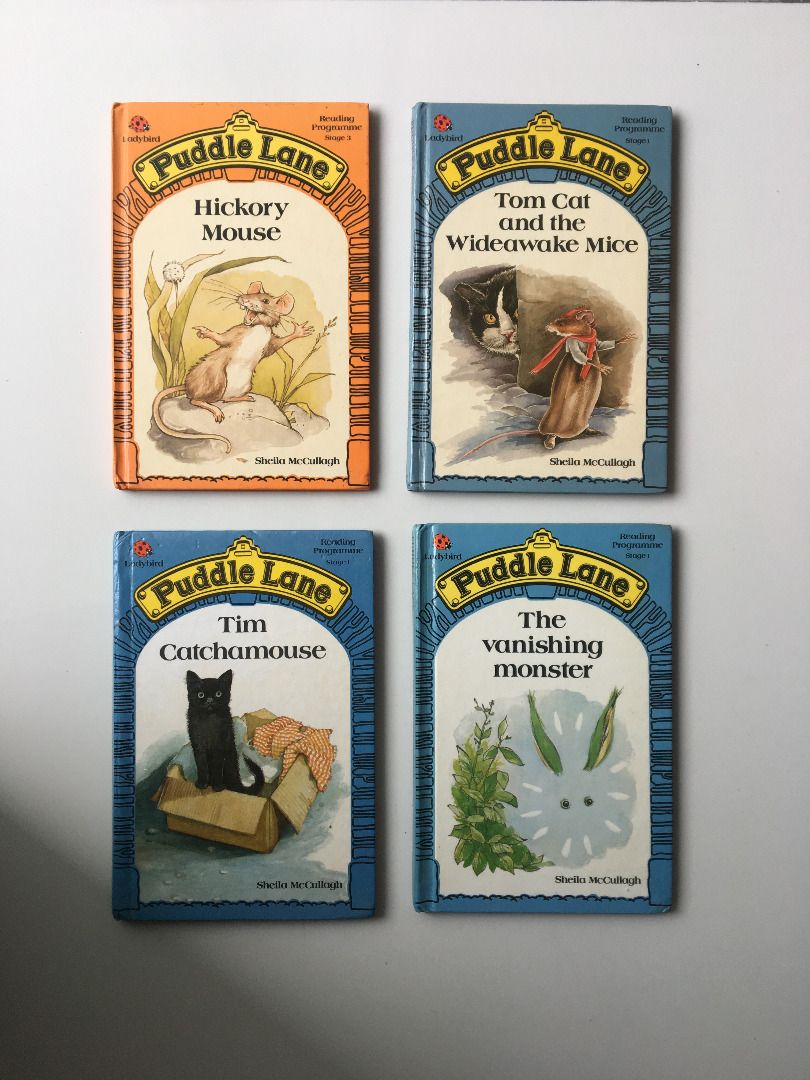 Ladybird
Reading
Programme
Stage 3
Puddle Lane
Hickory
Mouse
Sheila McCullagh
Ladybird
Reading
Programme
Stage 1
Puddle Lane
Tom Cat
and the
Wideawake Mice
Sheila McCullagh
Ladybird
Reading
Programme
Stage 1
Puddle Lane
Tim
Catchamouse
Sheila McCullagh
Ladybird
Reading
Programme
Stage 1
Puddle Lane
The
vanishing
monster
Sheila McCullagh